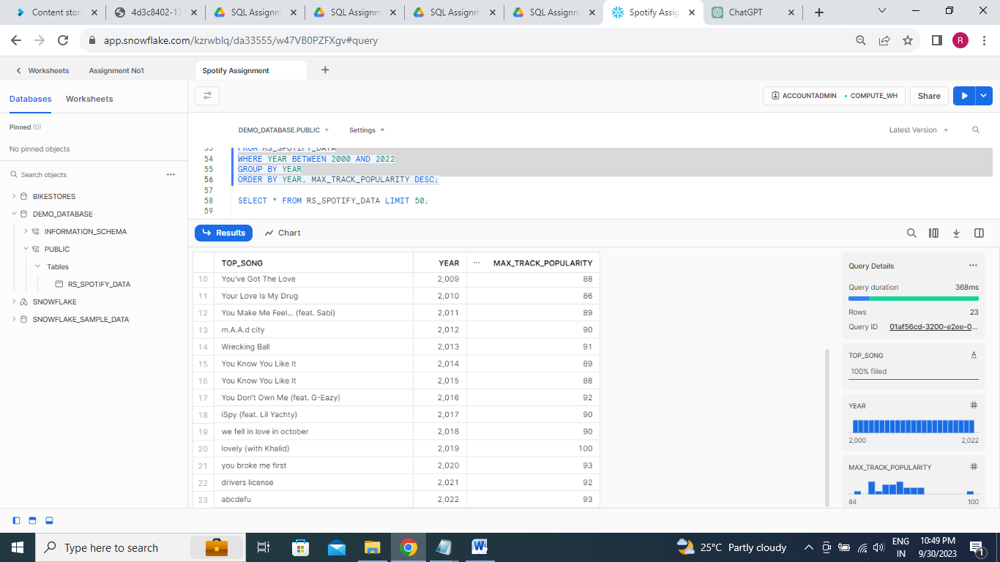 Content stor
4d3c8402-13
SQL Assignm
SQL Assignm
SQL Assignm
SQL Assignm
Spotify Assig
ChatGPT
app.snowflake.com/kzrwblq/da33555/w47VB0PZFXgv#query
R
Worksheets
Assignment No1
Spotify Assignment
Databases
Worksheets
ACCOUNTADMIN
COMPUTE_WH
Share
Pinned (0)
No pinned objects
Search objects
BIKESTORES
DEMO_DATABASE
INFORMATION_SCHEMA
PUBLIC
Tables
RS_SPOTIFY_DATA
SNOWFLAKE
SNOWFLAKE_SAMPLE_DATA
DEMO_DATABASE.PUBLIC
Settings
Latest Version
53 FROM RS_SPOTIFY_DATA
54 WHERE YEAR BETWEEN 2000 AND 2022
55 GROUP BY YEAR
56 ORDER BY YEAR, MAX_TRACK_POPULARITY DESC;
57
58 SELECT * FROM RS_SPOTIFY_DATA LIMIT 50;
59
Results
Chart
TOP_SONG YEAR ... MAX_TRACK_POPULARITY
10 You've Got The Love 2,009 88
11 Your Love Is My Drug 2,010 86
12 You Make Me Feel... (feat. Sabi) 2,011 89
13 m.A.A.d city 2,012 90
14 Wrecking Ball 2,013 91
15 You Know You Like It 2,014 89
16 You Know You Like It 2,015 88
17 You Don't Own Me (feat. G-Eazy) 2,016 92
18 iSpy (feat. Lil Yachty) 2,017 90
19 we fell in love in october 2,018 90
20 lovely (with Khalid) 2,019 100
21 you broke me first 2,020 93
22 drivers license 2,021 92
23 abcdefu 2,022 93
Query Details
Query duration 368ms
Rows 23
Query ID 01af56cd-3200-e2ee-0...
TOP_SONG A
100% filled
YEAR #
2,000 2,022
MAX_TRACK_POPULARITY #
84 100
Type here to search
25°C Partly cloudy
ENG
IN
10:49 PM
9/30/2023
1